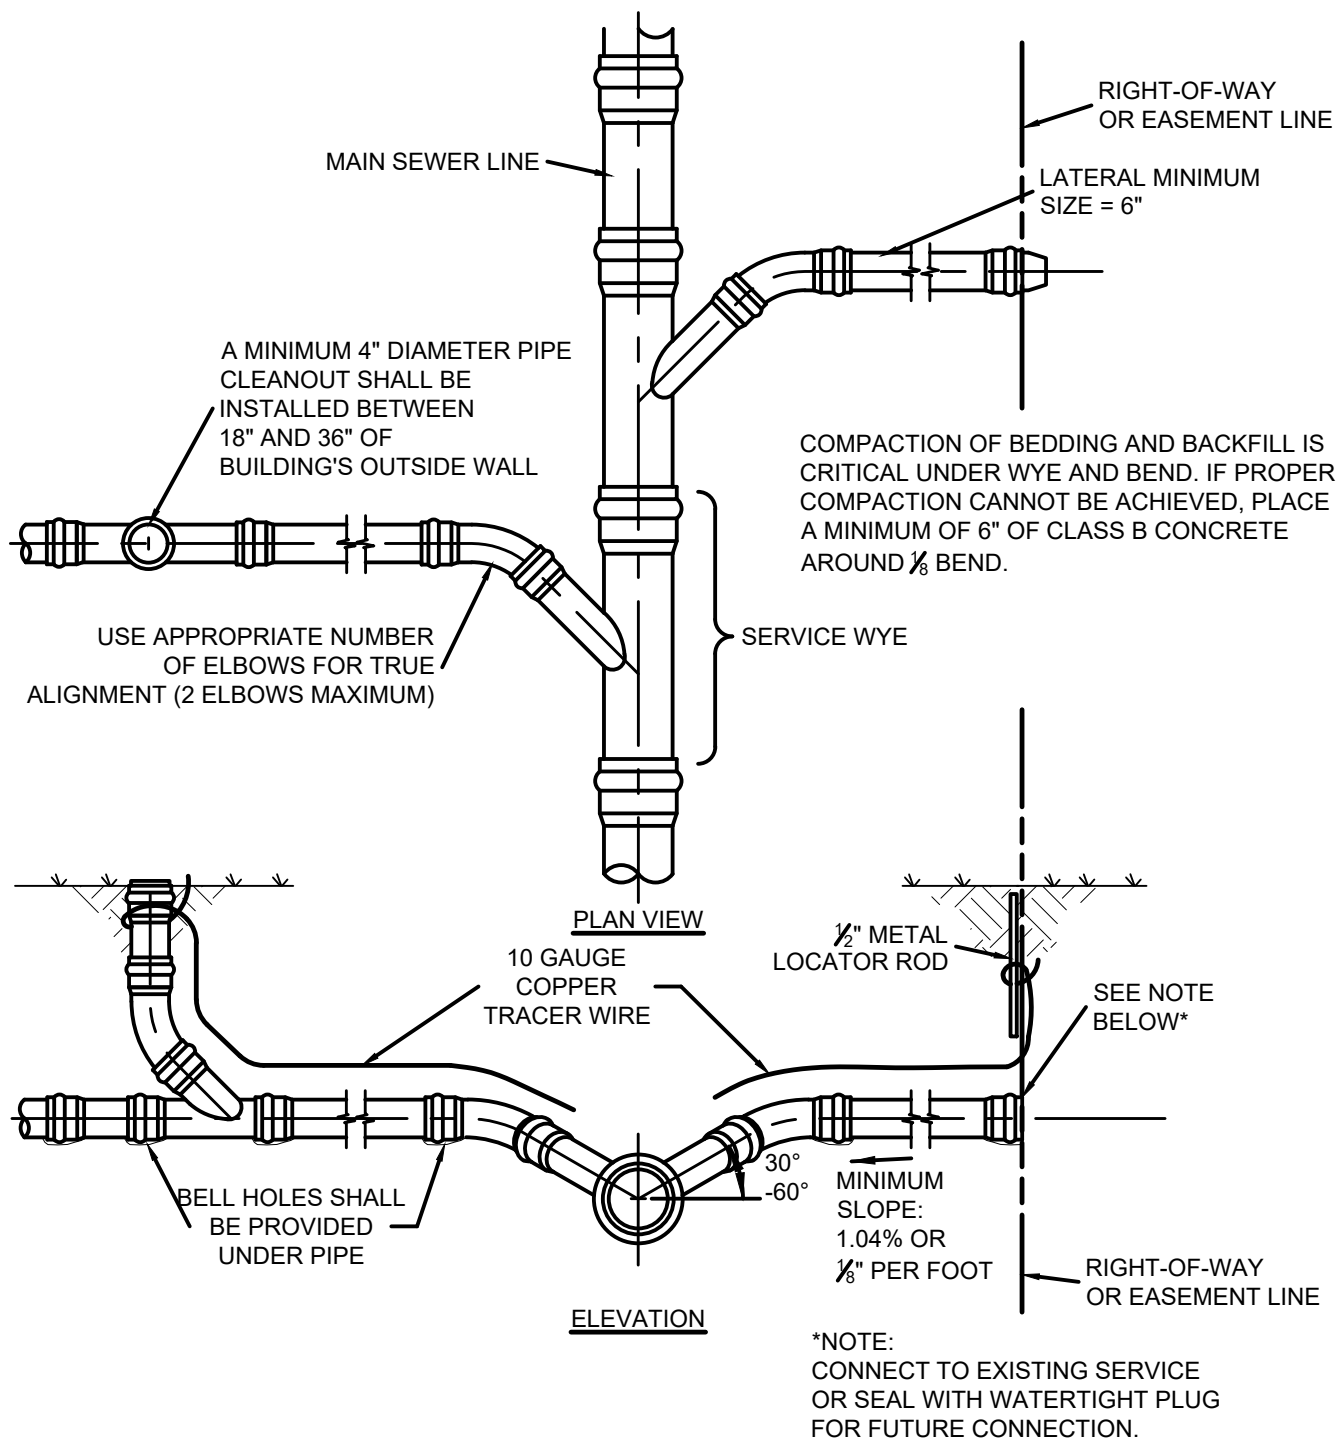 RIGHT-OF-WAY
OR EASEMENT LINE
MAIN SEWER LINE
LATERAL MINIMUM
SIZE = 6"
A MINIMUM 4" DIAMETER PIPE
CLEANOUT SHALL BE
INSTALLED BETWEEN
18" AND 36" OF
BUILDING'S OUTSIDE WALL
COMPACTION OF BEDDING AND BACKFILL IS
CRITICAL UNDER WYE AND BEND. IF PROPER
COMPACTION CANNOT BE ACHIEVED, PLACE
A MINIMUM OF 6" OF CLASS B CONCRETE
AROUND 1/8 BEND.
USE APPROPRIATE NUMBER
OF ELBOWS FOR TRUE
ALIGNMENT (2 ELBOWS MAXIMUM)
SERVICE WYE
PLAN VIEW
10 GAUGE
COPPER
TRACER WIRE
1/2" METAL
LOCATOR ROD
SEE NOTE
BELOW*
BELL HOLES SHALL
BE PROVIDED
UNDER PIPE
30°
-60°
MINIMUM
SLOPE:
1.04% OR
1/8" PER FOOT
RIGHT-OF-WAY
OR EASEMENT LINE
ELEVATION
*NOTE:
CONNECT TO EXISTING SERVICE
OR SEAL WITH WATERTIGHT PLUG
FOR FUTURE CONNECTION.